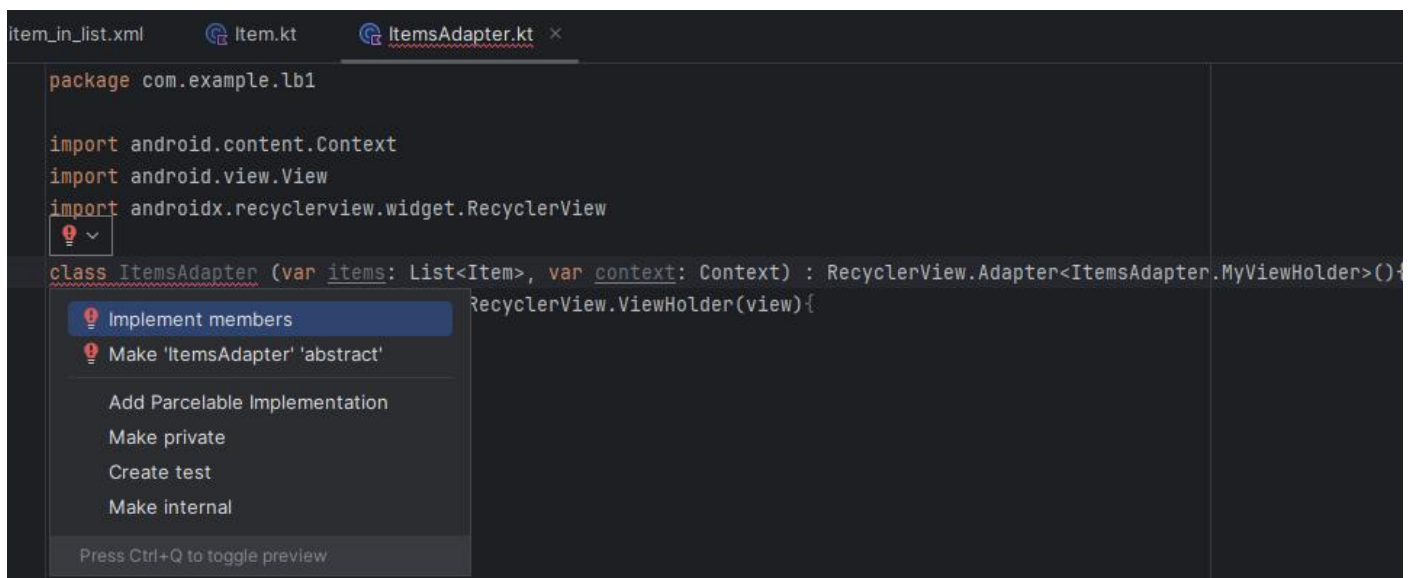 item_in_list.xml Item.kt ItemsAdapter.kt ×
package com.example.lb1
import android.content.Context
import android.view.View
import androidx.recyclerview.widget.RecyclerView
class ItemsAdapter (var items: List<Item>, var context: Context) : RecyclerView.Adapter<ItemsAdapter.MyViewHolder>(){
RecyclerView.ViewHolder(view){
Implement members
Make 'ItemsAdapter' 'abstract'
Add Parcelable Implementation
Make private
Create test
Make internal
Press Ctrl+Q to toggle preview